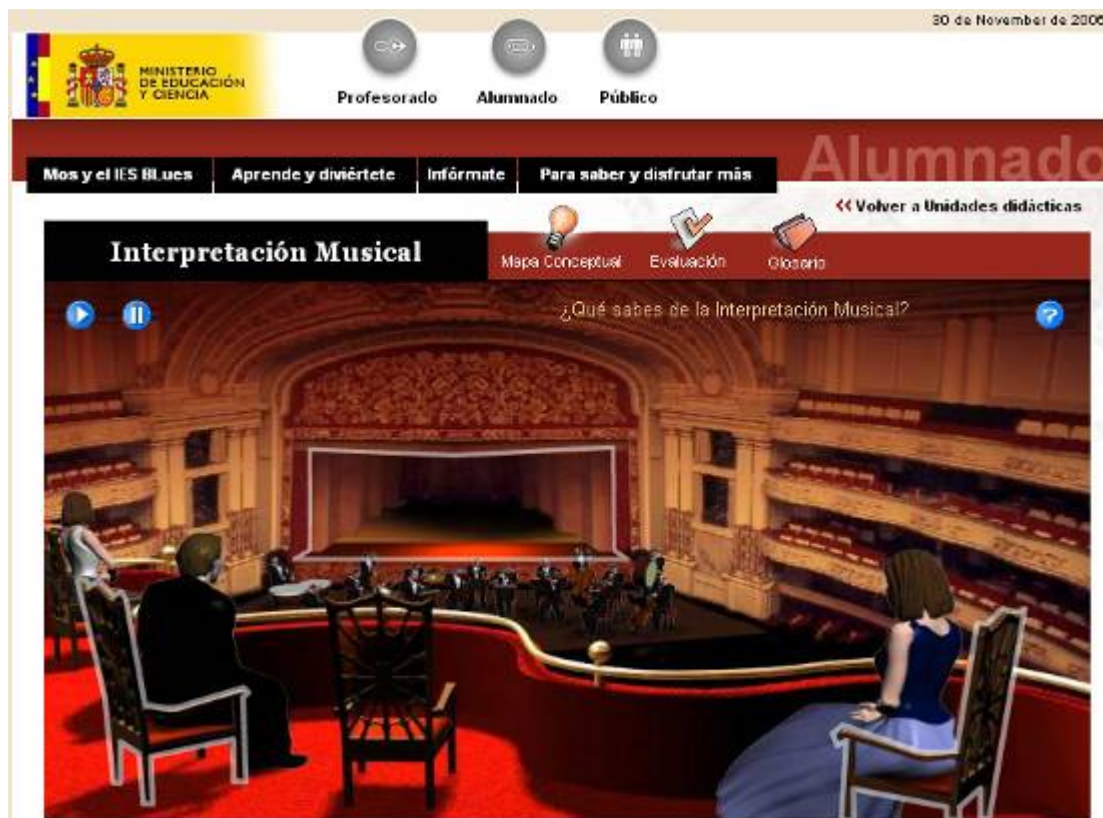 30 de November de 2006
MINISTERIO
DE EDUCACIÓN
Y CIENCIA
Profesorado Alumnado Público
Alumnado
Mos y el IES BLues Aprende y diviértete Infórmate Para saber y disfrutar más
<< Volver a Unidades didácticas
Interpretación Musical
Mapa Conceptual Evaluación Glosario
¿Qué sabes de la Interpretación Musical?
?